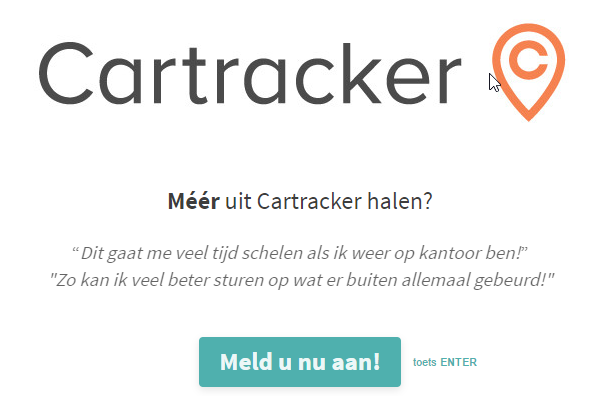 Cartracker
Méér uit Cartracker halen?
“Dit gaat me veel tijd schelen als ik weer op kantoor ben!”
"Zo kan ik veel beter sturen op wat er buiten allemaal gebeurd!"
Meld u nu aan! toets ENTER